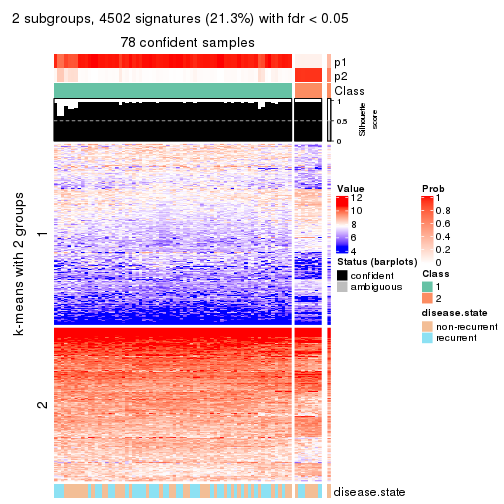 2 subgroups, 4502 signatures (21.3%) with fdr < 0.05
78 confident samples
p1
p2
Class
1
0.5
0
Silhouette
score
k-means with 2 groups
1
2
disease.state
Value
12
10
8
6
4
Status (barplots)
confident
ambiguous
Prob
1
0.8
0.6
0.4
0.2
0
Class
1
2
disease.state
non-recurrent
recurrent